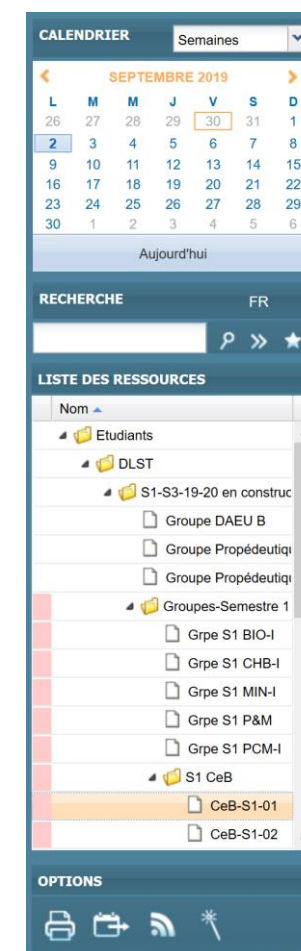 CALENDRIER Semaines
SEPTEMBRE 2019
L M M J V S D
26 27 28 29 30 31 1
2 3 4 5 6 7 8
9 10 11 12 13 14 15
16 17 18 19 20 21 22
23 24 25 26 27 28 29
30 1 2 3 4 5 6
Aujourd'hui
RECHERCHE FR
LISTE DES RESSOURCES
Nom
Etudiants
DLST
S1-S3-19-20 en construc
Groupe DAEU B
Groupe Propédeutiqu
Groupe Propédeutiqu
Groupes-Semestre 1
Grpe S1 BIO-I
Grpe S1 CHB-I
Grpe S1 MIN-I
Grpe S1 P&M
Grpe S1 PCM-I
S1 CeB
CeB-S1-01
CeB-S1-02
OPTIONS